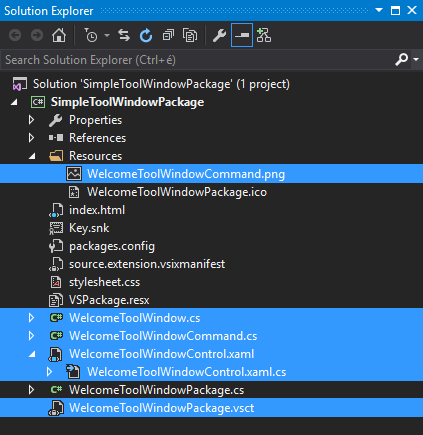 Solution Explorer
Search Solution Explorer (Ctrl+é)
Solution 'SimpleToolWindowPackage' (1 project)
C# SimpleToolWindowPackage
Properties
References
Resources
WelcomeToolWindowCommand.png
WelcomeToolWindowPackage.ico
index.html
Key.snk
packages.config
source.extension.vsixmanifest
stylesheet.css
VSPackage.resx
C# WelcomeToolWindow.cs
C# WelcomeToolWindowCommand.cs
WelcomeToolWindowControl.xaml
WelcomeToolWindowControl.xaml.cs
C# WelcomeToolWindowPackage.cs
WelcomeToolWindowPackage.vsct